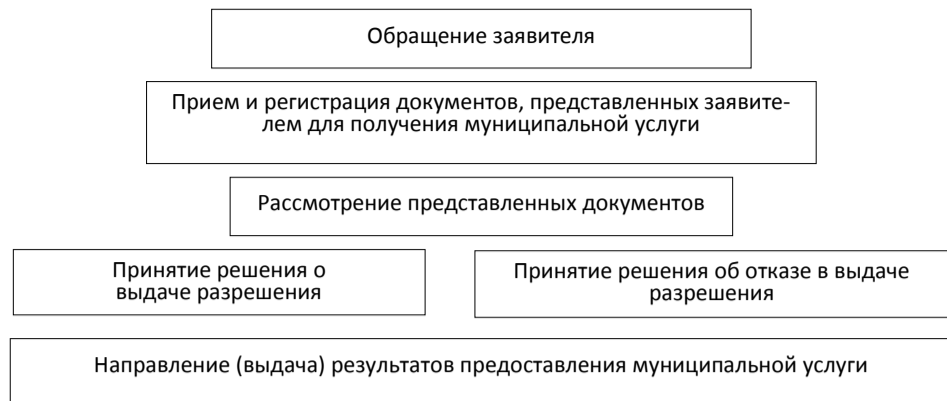 Обращение заявителя
Прием и регистрация документов, представленных заявите-
лем для получения муниципальной услуги
Рассмотрение представленных документов
Принятие решения о
выдаче разрешения
Принятие решения об отказе в выдаче
разрешения
Направление (выдача) результатов предоставления муниципальной услуги